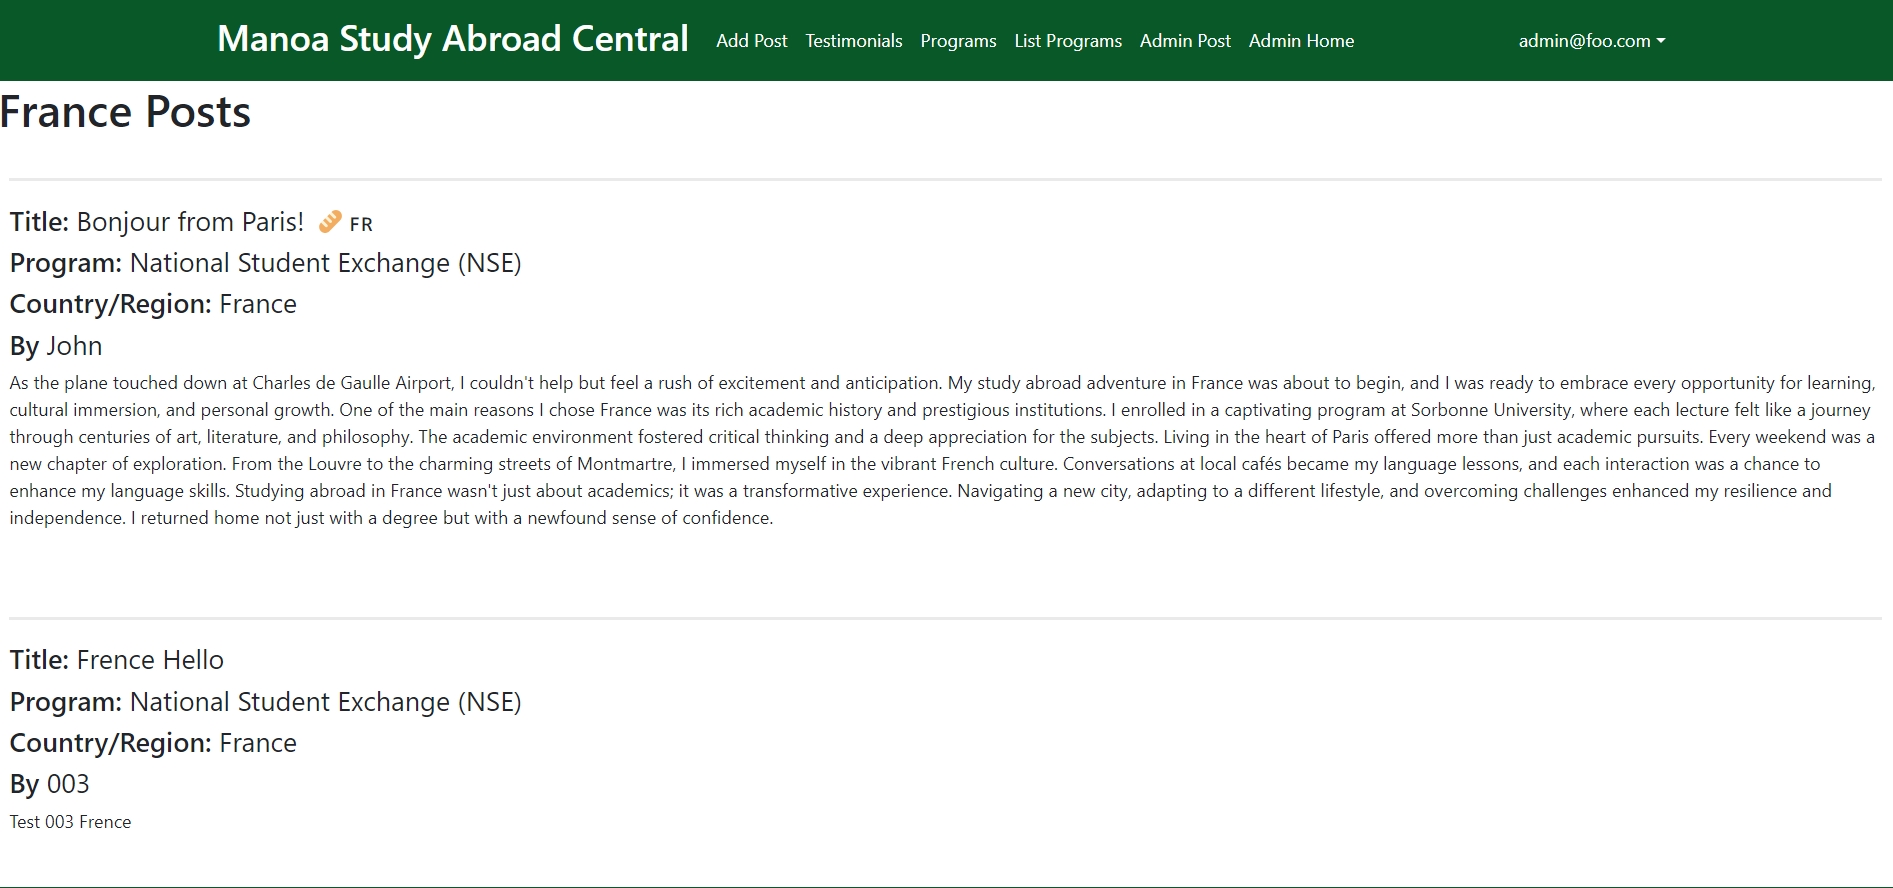 Manoa Study Abroad Central Add Post Testimonials Programs List Programs Admin Post Admin Home admin@foo.com
France Posts
Title: Bonjour from Paris! 🥖 FR
Program: National Student Exchange (NSE)
Country/Region: France
By John
As the plane touched down at Charles de Gaulle Airport, I couldn't help but feel a rush of excitement and anticipation. My study abroad adventure in France was about to begin, and I was ready to embrace every opportunity for learning,
cultural immersion, and personal growth. One of the main reasons I chose France was its rich academic history and prestigious institutions. I enrolled in a captivating program at Sorbonne University, where each lecture felt like a journey
through centuries of art, literature, and philosophy. The academic environment fostered critical thinking and a deep appreciation for the subjects. Living in the heart of Paris offered more than just academic pursuits. Every weekend was a
new chapter of exploration. From the Louvre to the charming streets of Montmartre, I immersed myself in the vibrant French culture. Conversations at local cafés became my language lessons, and each interaction was a chance to
enhance my language skills. Studying abroad in France wasn't just about academics; it was a transformative experience. Navigating a new city, adapting to a different lifestyle, and overcoming challenges enhanced my resilience and
independence. I returned home not just with a degree but with a newfound sense of confidence.
Title: Frence Hello
Program: National Student Exchange (NSE)
Country/Region: France
By 003
Test 003 Frence